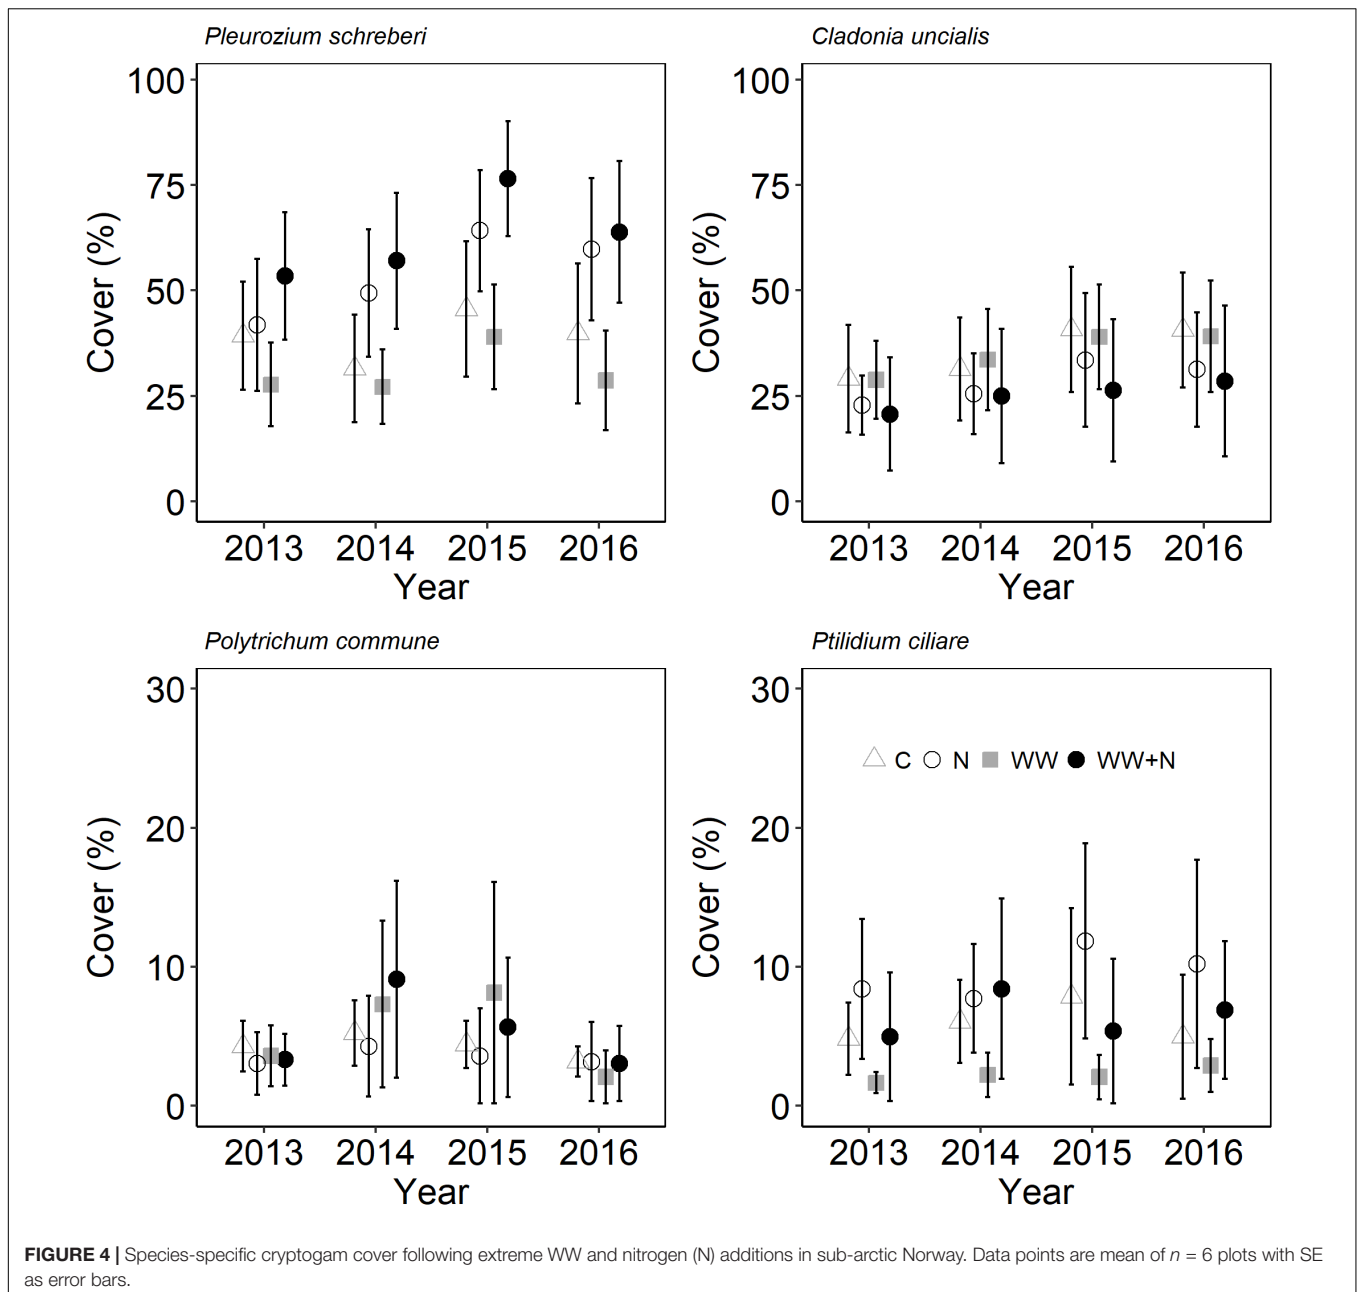 Pleurozium schreberi
100
75
50
25
0
Cover (%)
2013 2014 2015 2016
Year
Cladonia uncialis
100
75
50
25
0
Cover (%)
2013 2014 2015 2016
Year
Polytrichum commune
30
20
10
0
Cover (%)
2013 2014 2015 2016
Year
Ptilidium ciliare
30
20
10
0
Cover (%)
C N WW WW+N
2013 2014 2015 2016
Year
FIGURE 4 | Species-specific cryptogam cover following extreme WW and nitrogen (N) additions in sub-arctic Norway. Data points are mean of n = 6 plots with SE
as error bars.